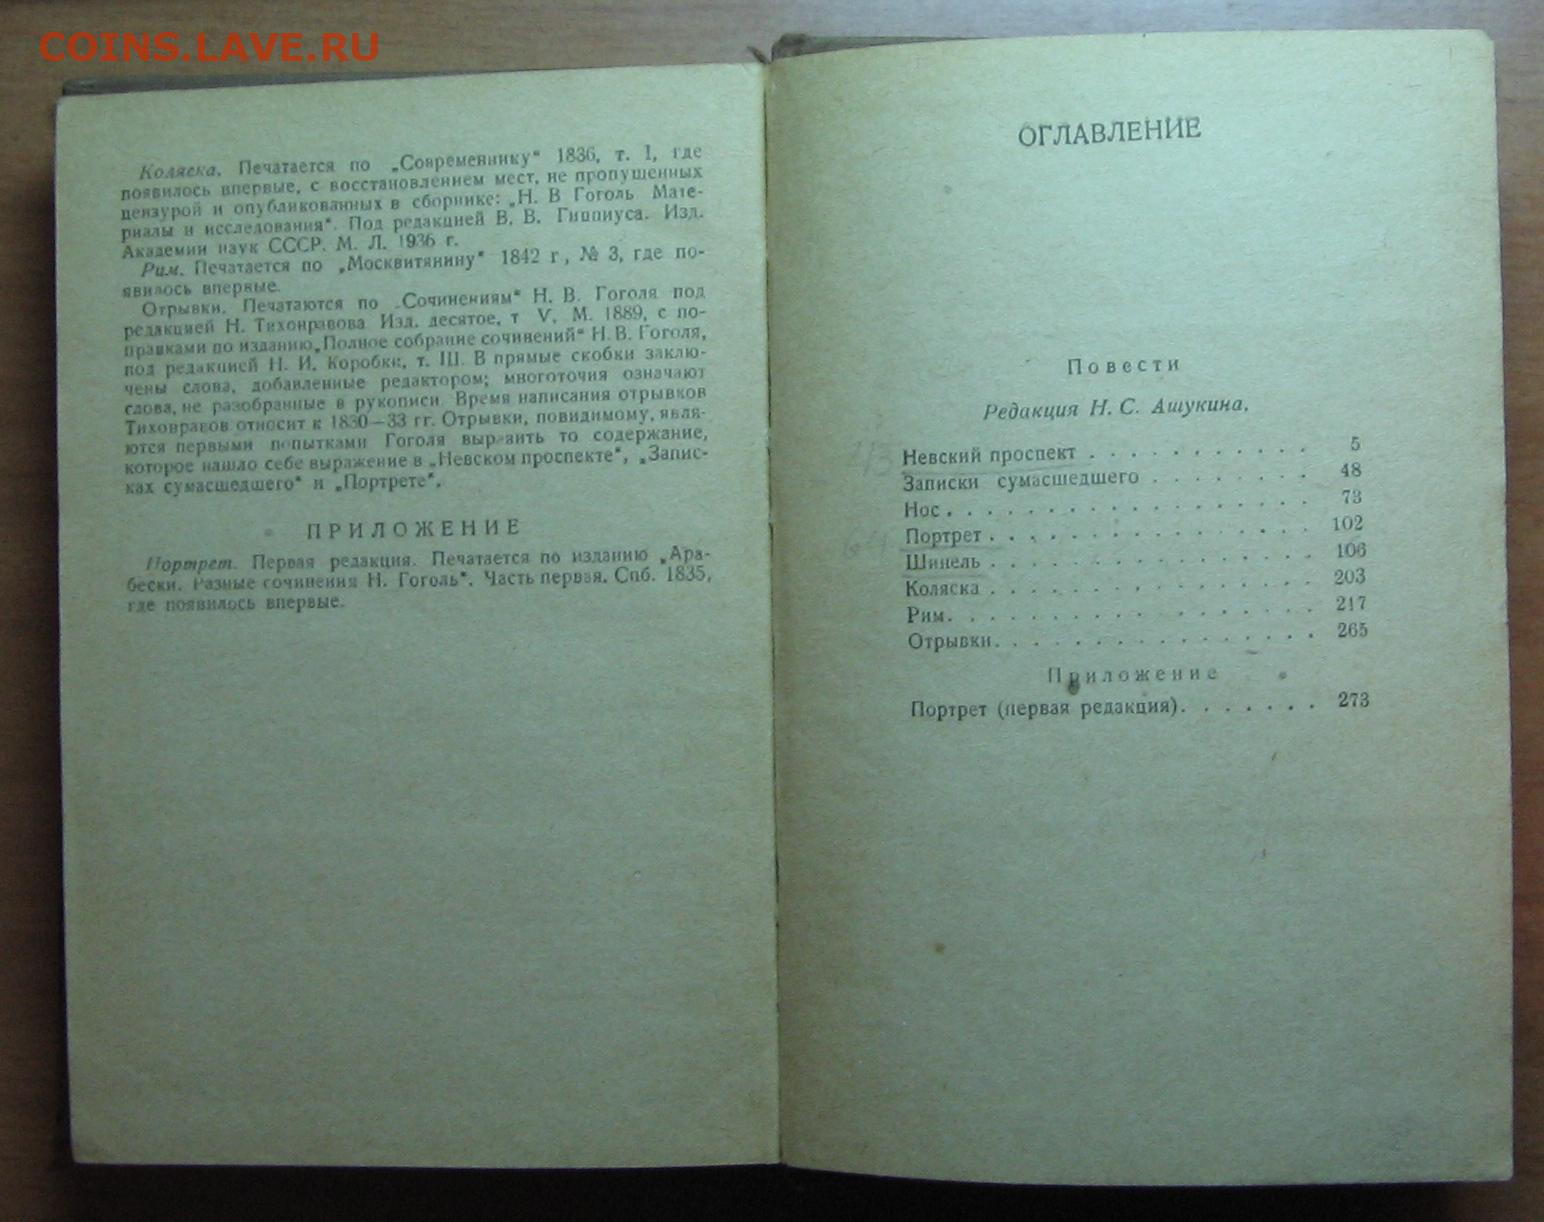 COINS.LAVE.RU
Коляска. Печатается по „Современнику“ 1836, т. I, где
появилось впервые, с восстановлением мест, не пропущенных
цензурой и опубликованных в сборнике: „Н. В Гоголь Мате-
риалы и исследования“. Под редакцией В. В. Гиппиуса. Изд.
Академии наук СССР. М. Л. 1936 г.
Рим. Печатается по „Москвитянину“ 1842 г, № 3, где по-
явилось впервые.
Отрывки. Печатаются по „Сочинениям“ Н. В. Гоголя под
редакцией Н. Тихонравова Изд. десятое, т V. М. 1889, с по-
правками по изданию „Полное собрание сочинений“ Н. В. Гоголя,
под редакцией Н. И. Коробки, т. III. В прямые скобки заклю-
чены слова, добавленные редактором; многоточия означают
слова, не разобранные в рукописи. Время написания отрывков
Тихонравов относит к 1830—33 гг. Отрывки, повидимому, явля-
ются первыми попытками Гоголя выразить то содержание,
которое нашло себе выражение в „Невском проспекте“, „Запис-
ках сумасшедшего“ и „Портрете“.
ПРИЛОЖЕНИЕ
Портрет. Первая редакция. Печатается по изданию „Ара-
бески. Разные сочинения Н. Гоголь“. Часть первая. Спб. 1835,
где появилось впервые.
ОГЛАВЛЕНИЕ
Повести
Редакция Н. С. Ашукина.
Невский проспект . . . . . . . . . . 5
Записки сумасшедшего . . . . . . . 48
Нос . . . . . . . . . . . . . . . . 73
Портрет . . . . . . . . . . . . . . 102
Шинель . . . . . . . . . . . . . . 106
Коляска . . . . . . . . . . . . . . 203
Рим. . . . . . . . . . . . . . . . 217
Отрывки. . . . . . . . . . . . . . 265
Приложение
Портрет (первая редакция). . . . . . . 273